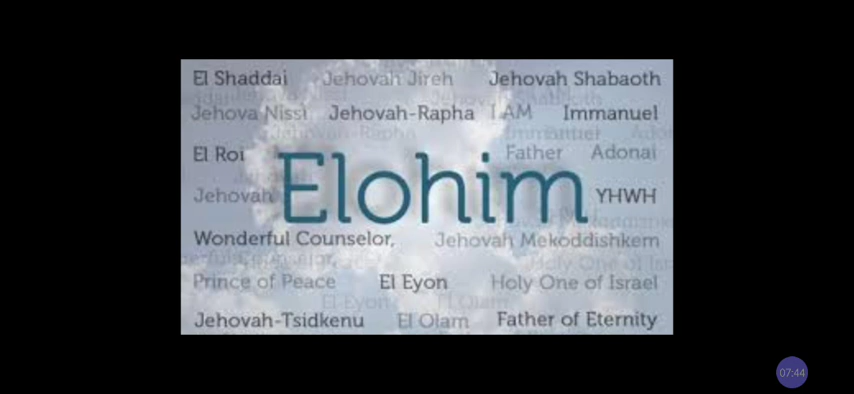 El Shaddai Jehovah Jireh Jehovah Shabaoth
Jehova Nissi Jehovah-Rapha I AM Immanuel
El Roi Father Adonai
Jehovah Elohim YHWH
Wonderful Counselor, Jehovah Mekoddishkem
Prince of Peace El Eyon Holy One of Israel
Jehovah-Tsidkenu El Olam Father of Eternity
07:44